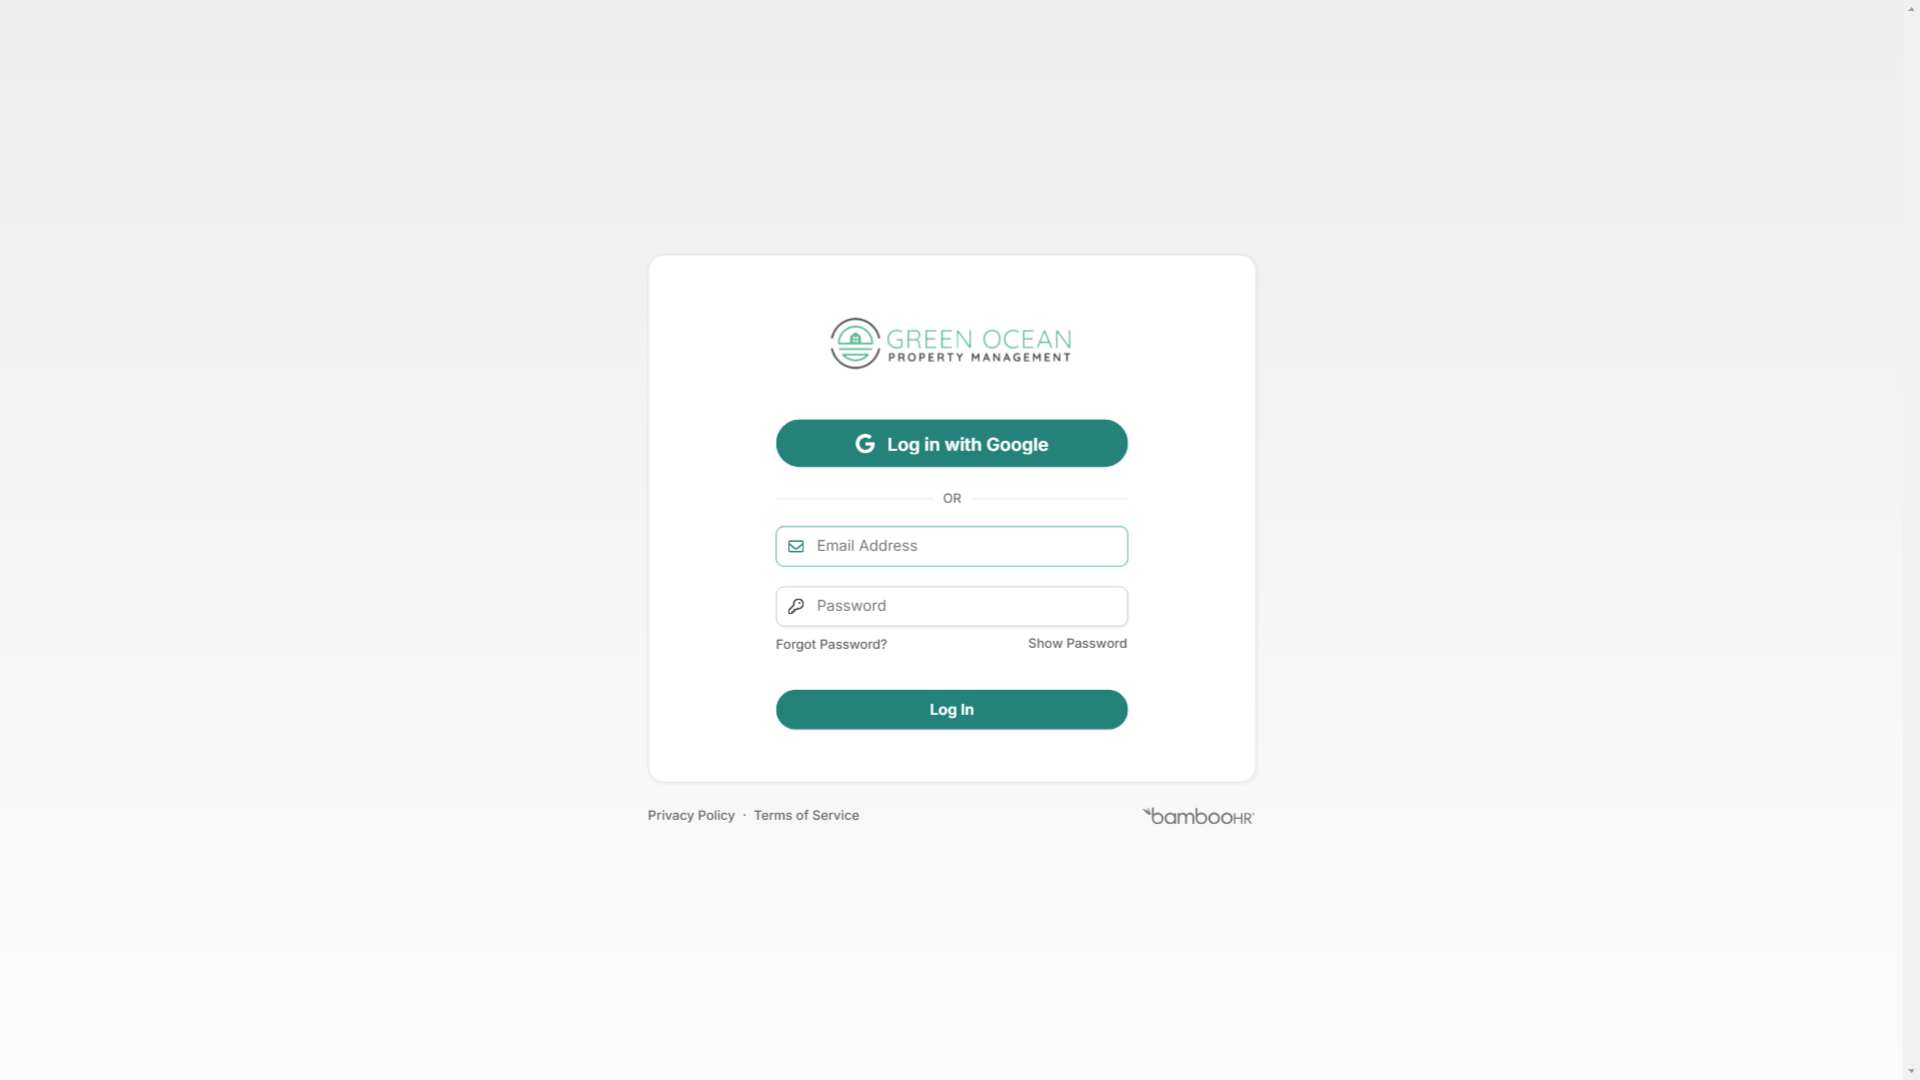 GREEN OCEAN
PROPERTY MANAGEMENT
Log in with Google
OR
Email Address
Password
Forgot Password? Show Password
Log In
Privacy Policy · Terms of Service bambooHR